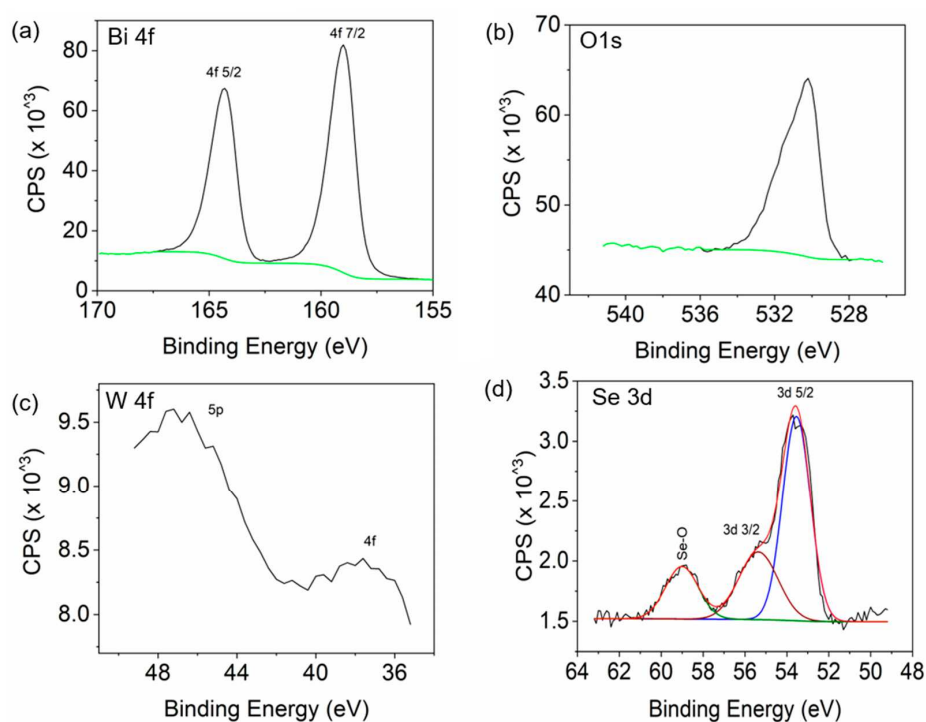 (a)
Bi 4f
4f 5/2
4f 7/2
CPS (x 10^3)
80
60
40
20
0
170
165
160
155
Binding Energy (eV)
(b)
O1s
CPS (x 10^3)
70
60
50
40
540
536
532
528
Binding Energy (eV)
(c)
W 4f
5p
4f
CPS (x 10^3)
9.5
9.0
8.5
8.0
48
44
40
36
Binding Energy (eV)
(d)
Se 3d
3d 5/2
3d 3/2
Se-O
CPS (x 10^3)
3.5
3.0
2.5
2.0
1.5
64
62
60
58
56
54
52
50
48
Binding Energy (eV)